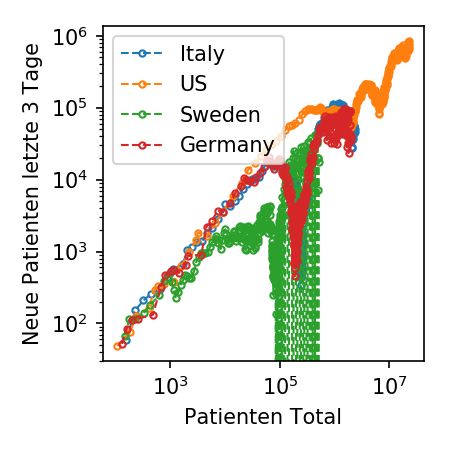 Neue Patienten letzte 3 Tage
10^6
10^5
10^4
10^3
10^2
Italy
US
Sweden
Germany
10^3
10^5
10^7
Patienten Total